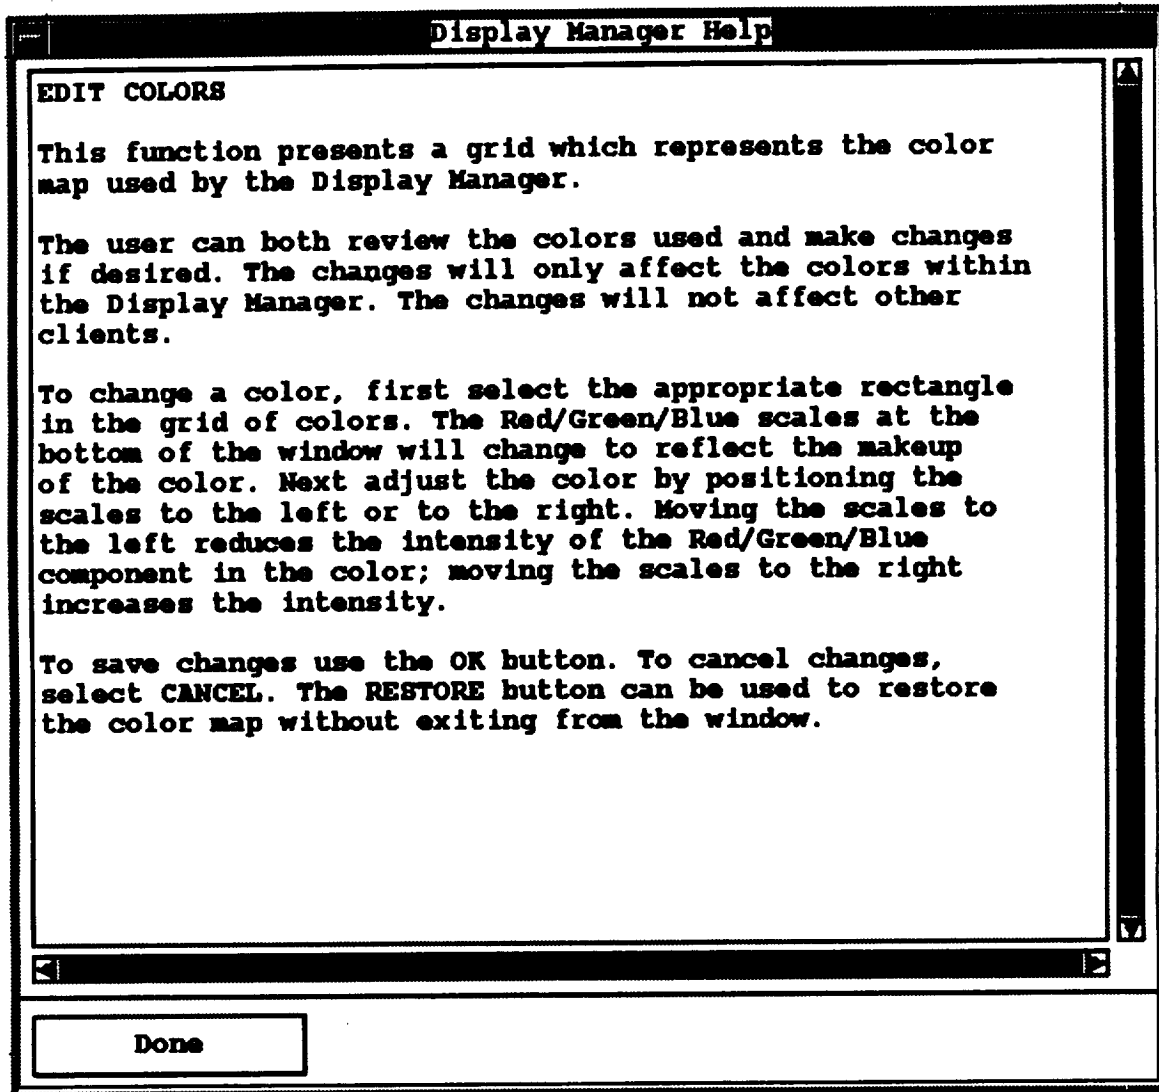 Display Manager Help
EDIT COLORS
This function presents a grid which represents the color
map used by the Display Manager.
The user can both review the colors used and make changes
if desired. The changes will only affect the colors within
the Display Manager. The changes will not affect other
clients.
To change a color, first select the appropriate rectangle
in the grid of colors. The Red/Green/Blue scales at the
bottom of the window will change to reflect the makeup
of the color. Next adjust the color by positioning the
scales to the left or to the right. Moving the scales to
the left reduces the intensity of the Red/Green/Blue
component in the color; moving the scales to the right
increases the intensity.
To save changes use the OK button. To cancel changes,
select CANCEL. The RESTORE button can be used to restore
the color map without exiting from the window.
Done